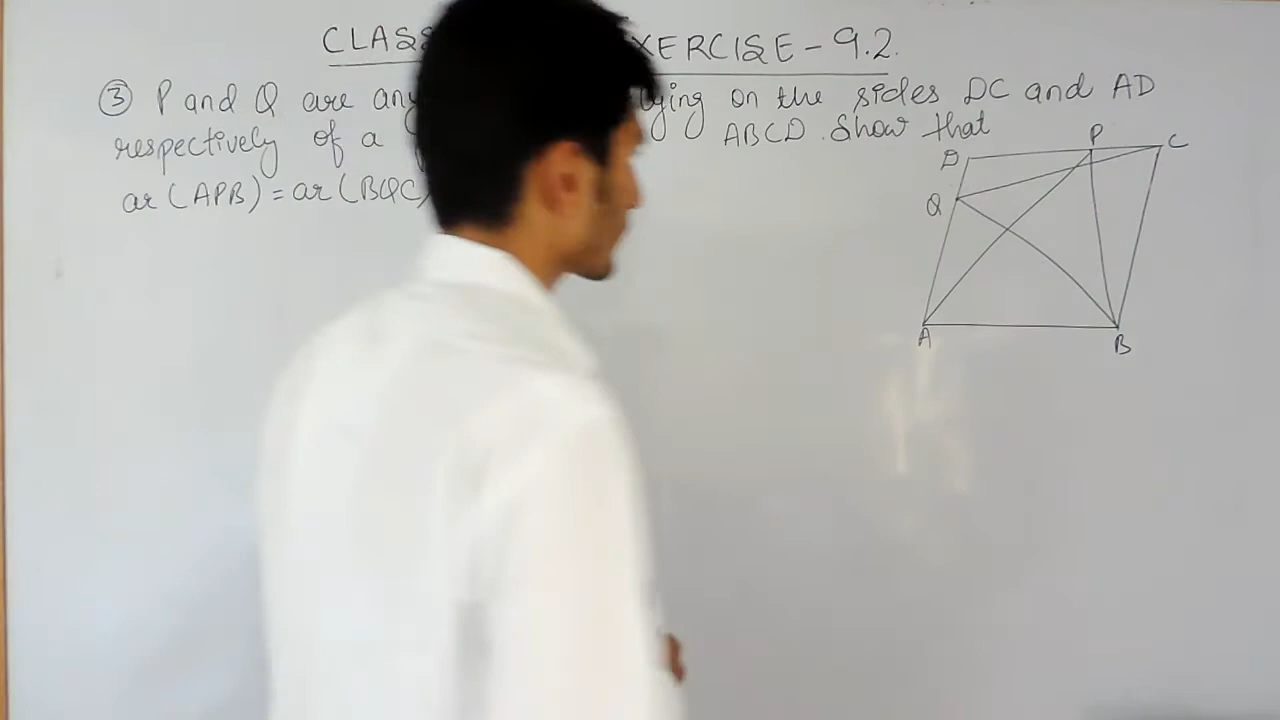 CLASS XERCISE - 9.2.
③ P and Q are any lying on the sides DC and AD
respectively of a ABCD. Show that
ar (APB) = ar (BQC)
D P C
Q
A B